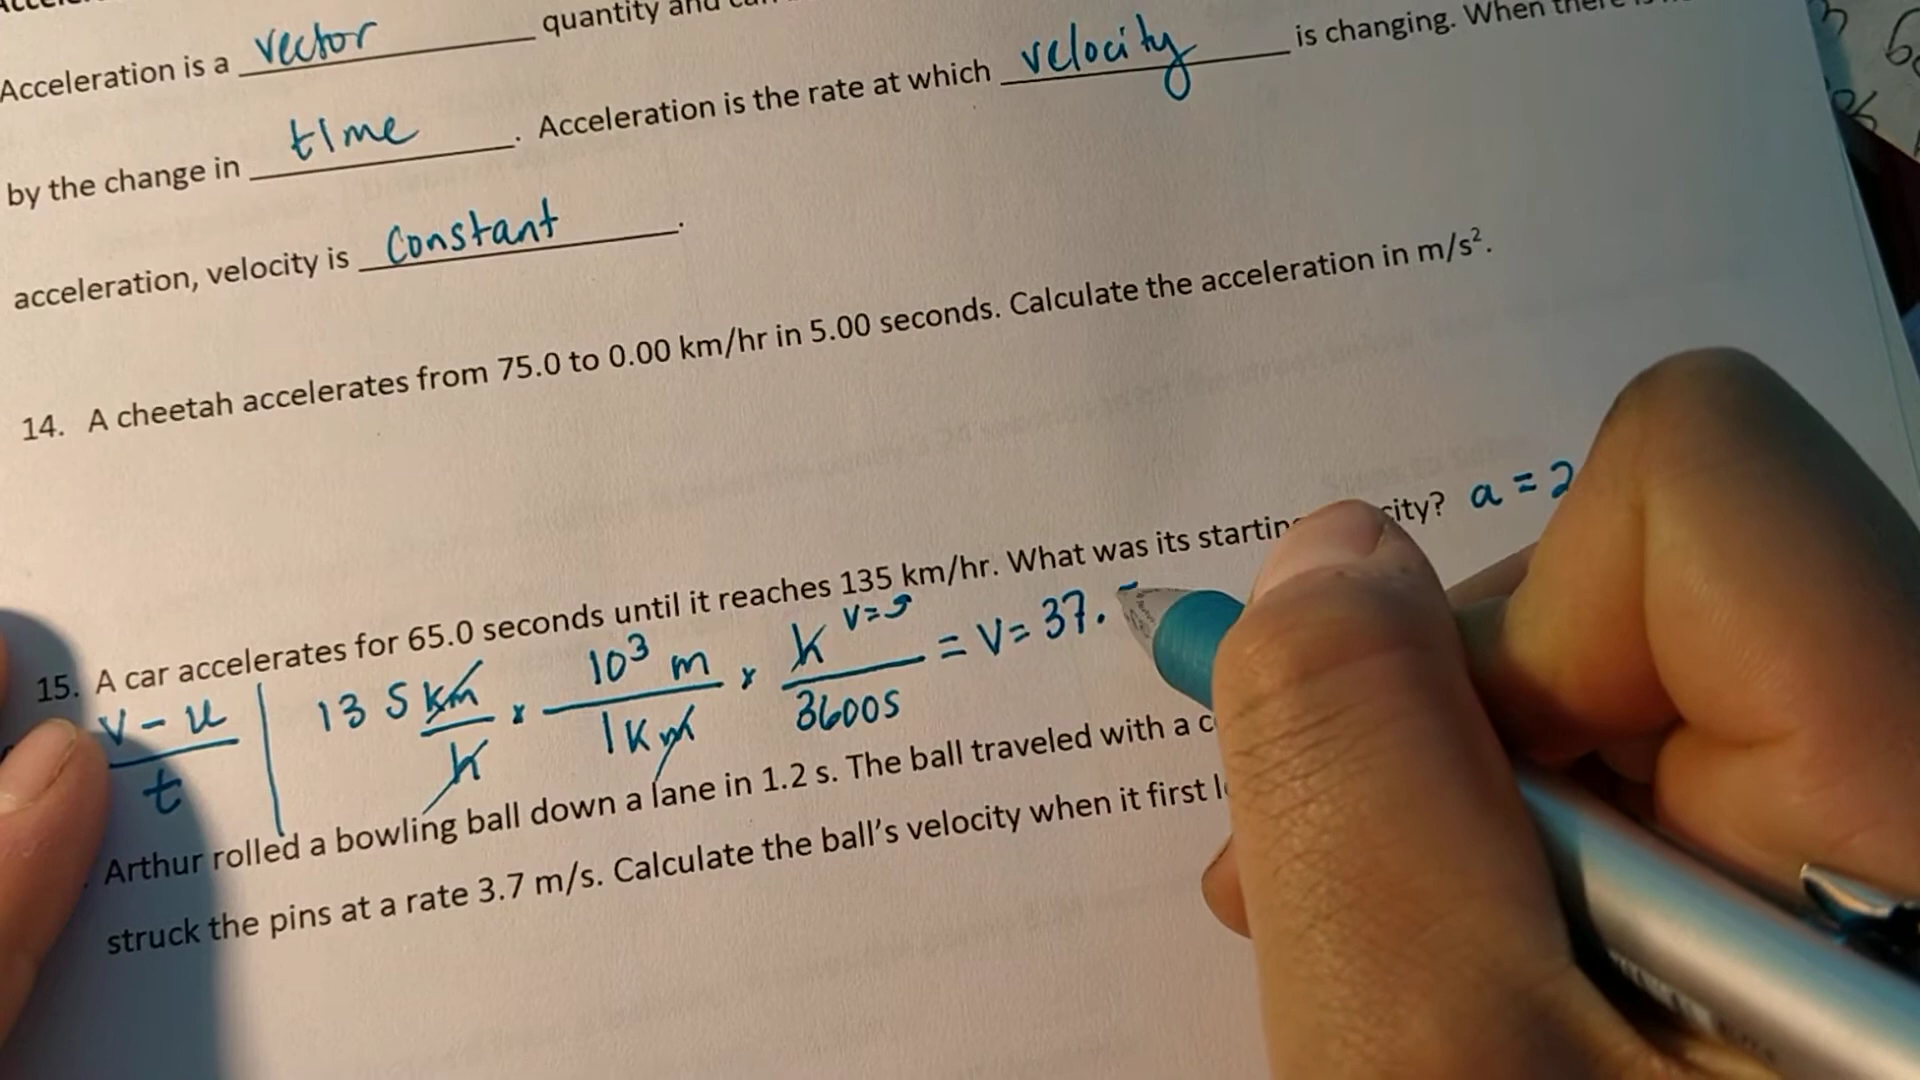 Acceleration is a vector quantity and
by the change in time. Acceleration is the rate at which velocity is changing. When there
acceleration, velocity is constant.
14. A cheetah accelerates from 75.0 to 0.00 km/hr in 5.00 seconds. Calculate the acceleration in m/s².
15. A car accelerates for 65.0 seconds until it reaches 135 km/hr. What was its starting city? a = 2
v - u / t | 135 km/h x 10³ m / 1 km x h / 3600s = v = 37.
v =
Arthur rolled a bowling ball down a lane in 1.2 s. The ball traveled with a c
struck the pins at a rate 3.7 m/s. Calculate the ball's velocity when it first l